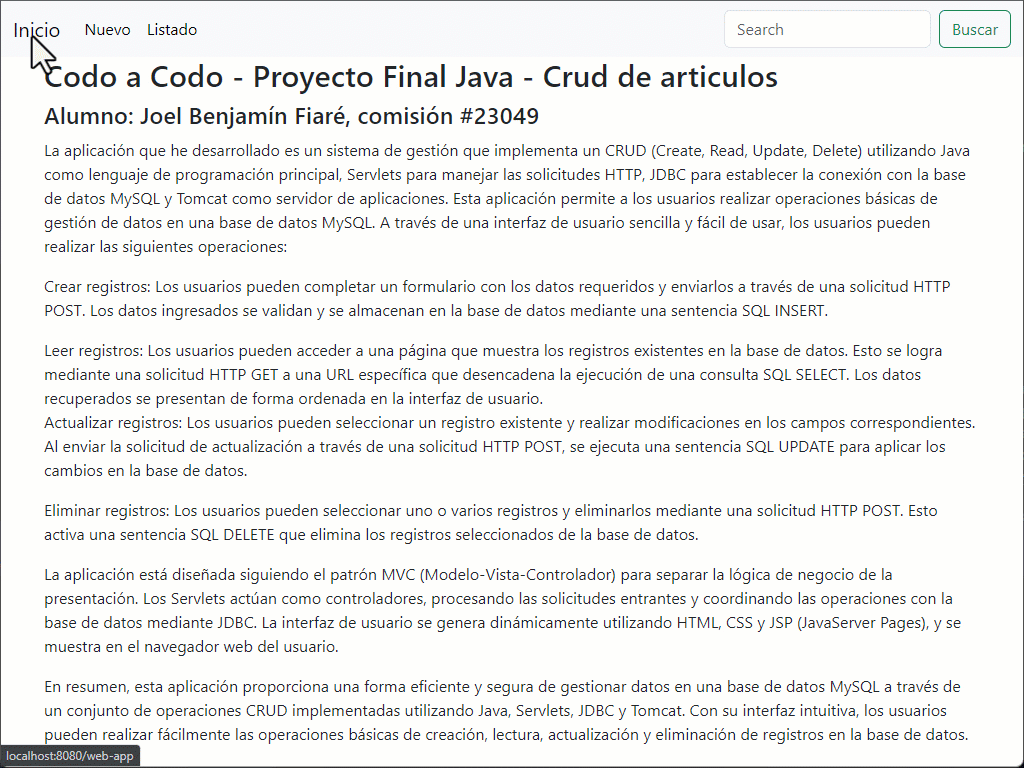 Inicio Nuevo Listado Search Buscar
Codo a Codo - Proyecto Final Java - Crud de articulos
Alumno: Joel Benjamín Fiaré, comisión #23049
La aplicación que he desarrollado es un sistema de gestión que implementa un CRUD (Create, Read, Update, Delete) utilizando Java
como lenguaje de programación principal, Servlets para manejar las solicitudes HTTP, JDBC para establecer la conexión con la base
de datos MySQL y Tomcat como servidor de aplicaciones. Esta aplicación permite a los usuarios realizar operaciones básicas de
gestión de datos en una base de datos MySQL. A través de una interfaz de usuario sencilla y fácil de usar, los usuarios pueden
realizar las siguientes operaciones:
Crear registros: Los usuarios pueden completar un formulario con los datos requeridos y enviarlos a través de una solicitud HTTP
POST. Los datos ingresados se validan y se almacenan en la base de datos mediante una sentencia SQL INSERT.
Leer registros: Los usuarios pueden acceder a una página que muestra los registros existentes en la base de datos. Esto se logra
mediante una solicitud HTTP GET a una URL específica que desencadena la ejecución de una consulta SQL SELECT. Los datos
recuperados se presentan de forma ordenada en la interfaz de usuario.
Actualizar registros: Los usuarios pueden seleccionar un registro existente y realizar modificaciones en los campos correspondientes.
Al enviar la solicitud de actualización a través de una solicitud HTTP POST, se ejecuta una sentencia SQL UPDATE para aplicar los
cambios en la base de datos.
Eliminar registros: Los usuarios pueden seleccionar uno o varios registros y eliminarlos mediante una solicitud HTTP POST. Esto
activa una sentencia SQL DELETE que elimina los registros seleccionados de la base de datos.
La aplicación está diseñada siguiendo el patrón MVC (Modelo-Vista-Controlador) para separar la lógica de negocio de la
presentación. Los Servlets actúan como controladores, procesando las solicitudes entrantes y coordinando las operaciones con la
base de datos mediante JDBC. La interfaz de usuario se genera dinámicamente utilizando HTML, CSS y JSP (JavaServer Pages), y se
muestra en el navegador web del usuario.
En resumen, esta aplicación proporciona una forma eficiente y segura de gestionar datos en una base de datos MySQL a través de
un conjunto de operaciones CRUD implementadas utilizando Java, Servlets, JDBC y Tomcat. Con su interfaz intuitiva, los usuarios
pueden realizar fácilmente las operaciones básicas de creación, lectura, actualización y eliminación de registros en la base de datos.
localhost:8080/web-app